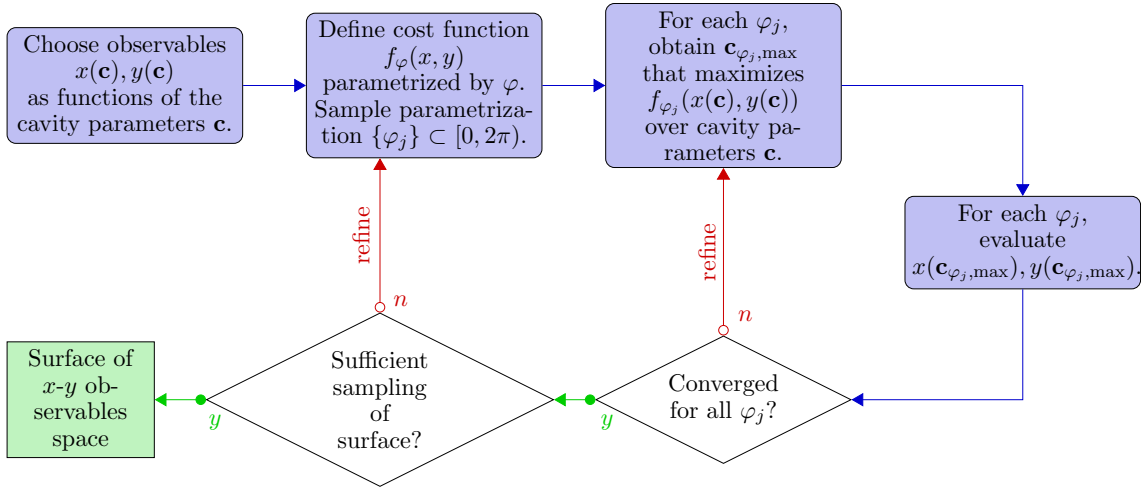 Choose observables
x(c), y(c)
as functions of the
cavity parameters c.
Define cost function
f_φ(x, y)
parametrized by φ.
Sample parametriza-
tion {φ_j} ⊂ [0, 2π).
For each φ_j,
obtain c_{φ_j,max}
that maximizes
f_{φ_j}(x(c), y(c))
over cavity pa-
rameters c.
For each φ_j,
evaluate
x(c_{φ_j,max}), y(c_{φ_j,max}).
refine
refine
n
n
Converged
for all φ_j?
y
Sufficient
sampling
of
surface?
y
Surface of
x-y ob-
servables
space